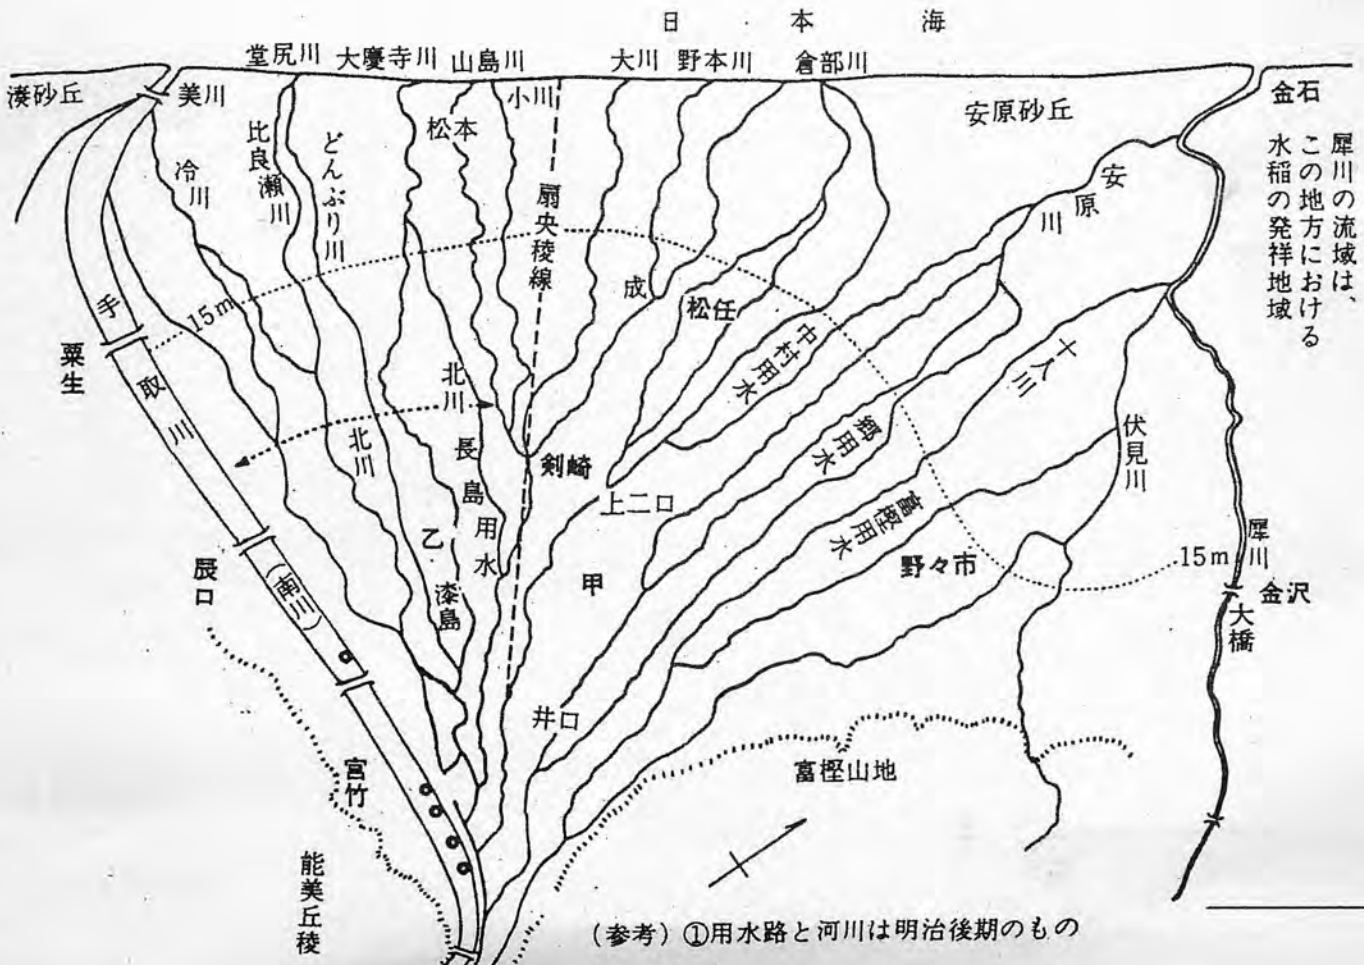 日本海
堂尻川
大慶寺川
山島川
大川
野本川
倉部川
湊砂丘
美川
小川
安原砂丘
金石
松本
比良瀬川
どんぶり川
冷川
扇央稜線
安原川
犀川の流域は、
この地方における
水稲の発祥地域
手取川
15m
成
松任
中村用水
十人川
粟生
北川
北川
長島用水
剣崎
郷用水
伏見川
上二口
富樫用水
乙
漆島
甲
野々市
15m
犀川
金沢
大橋
辰口
(南川)
井口
宮竹
富樫山地
能美丘稜
(参考) ①用水路と河川は明治後期のもの